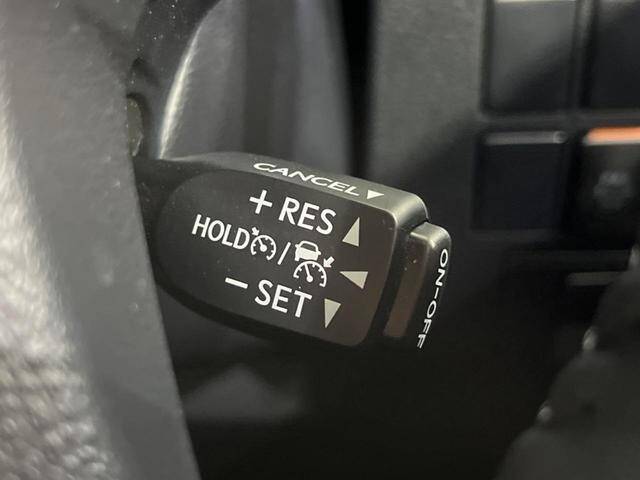 CANCEL
+ RES
HOLD /
- SET
ON-OFF